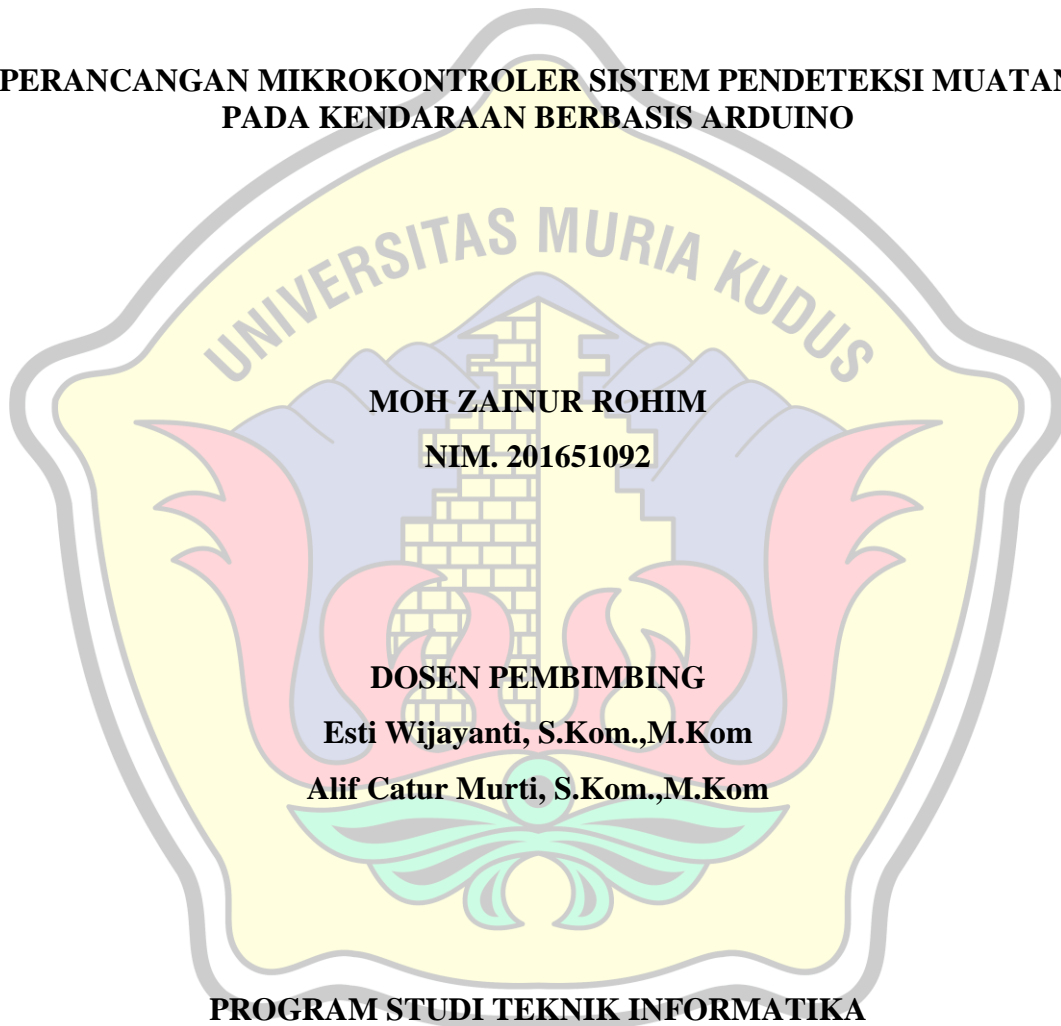 PERANCANGAN MIKROKONTROLER SISTEM PENDETEKSI MUATAN
PADA KENDARAAN BERBASIS ARDUINO
UNIVERSITAS MURIA KUDUS
MOH ZAINUR ROHIM
NIM. 201651092
DOSEN PEMBIMBING
Esti Wijayanti, S.Kom.,M.Kom
Alif Catur Murti, S.Kom.,M.Kom
PROGRAM STUDI TEKNIK INFORMATIKA